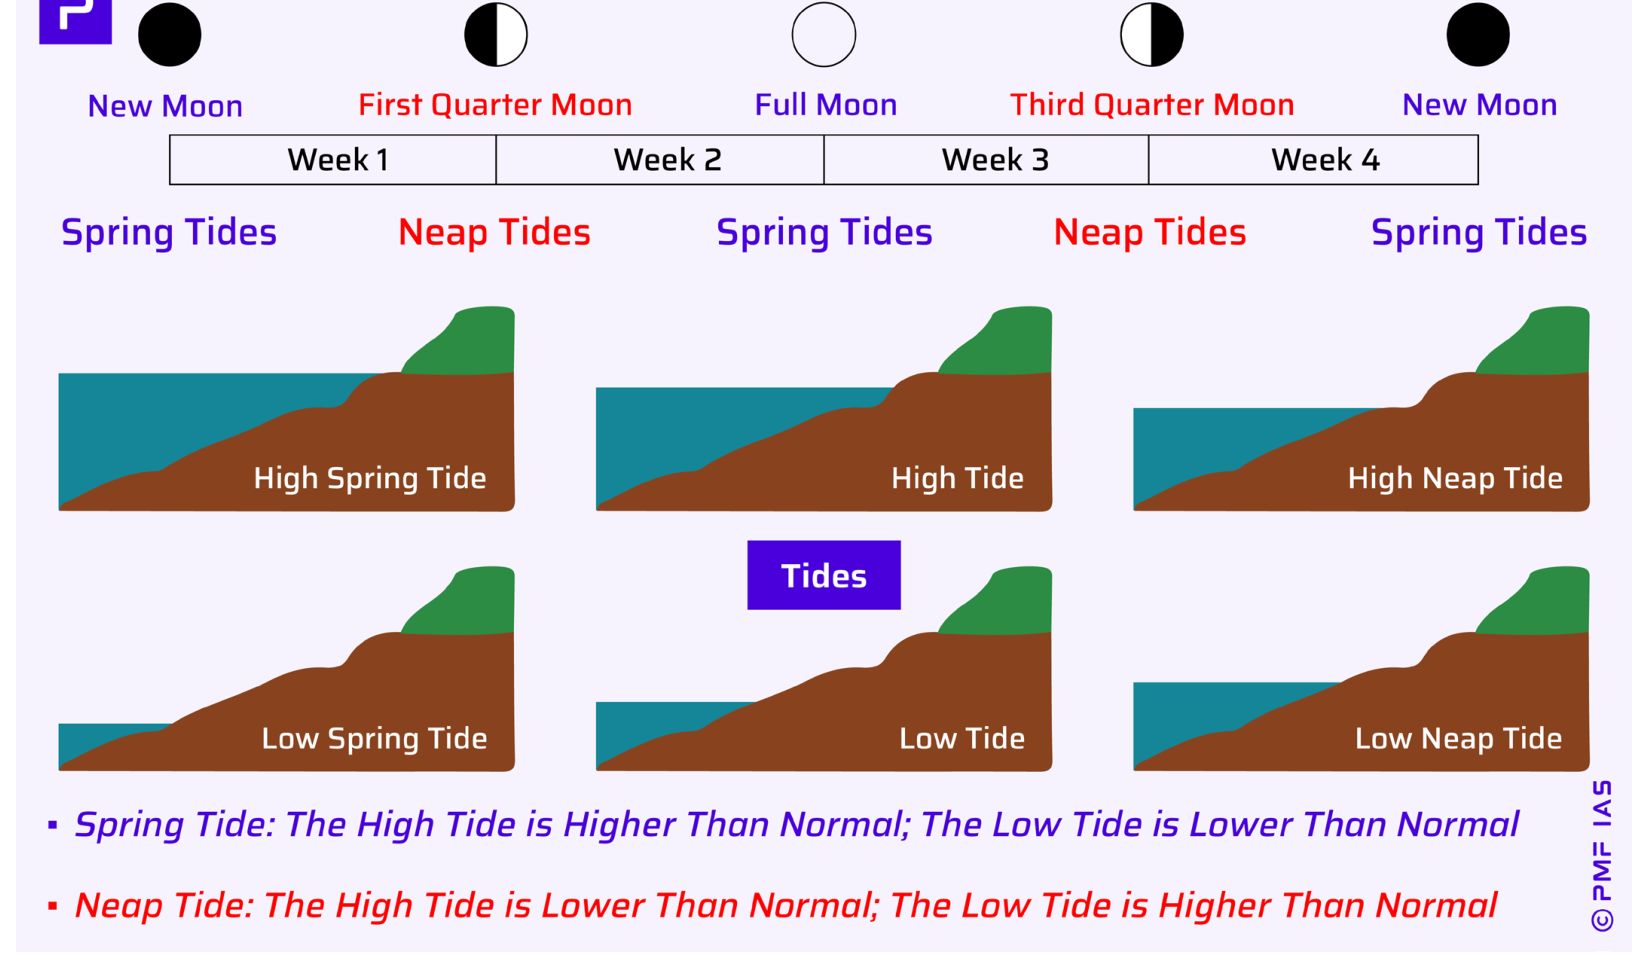 New Moon First Quarter Moon Full Moon Third Quarter Moon New Moon
Week 1 Week 2 Week 3 Week 4
Spring Tides Neap Tides Spring Tides Neap Tides Spring Tides
High Spring Tide High Tide High Neap Tide
Tides
Low Spring Tide Low Tide Low Neap Tide
▪ Spring Tide: The High Tide is Higher Than Normal; The Low Tide is Lower Than Normal
▪ Neap Tide: The High Tide is Lower Than Normal; The Low Tide is Higher Than Normal
© PMF IAS